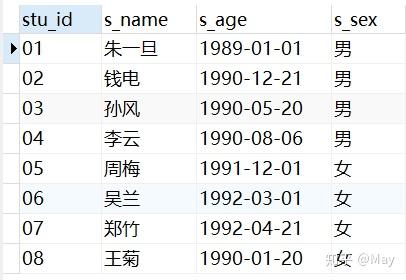 stu_id s_name s_age s_sex
01 朱一旦 1989-01-01 男
02 钱电 1990-12-21 男
03 孙风 1990-05-20 男
04 李云 1990-08-06 男
05 周梅 1991-12-01 女
06 吴兰 1992-03-01 女
07 郑竹 1992-04-21 女
08 王菊 1990-01-20 女
知乎 @May